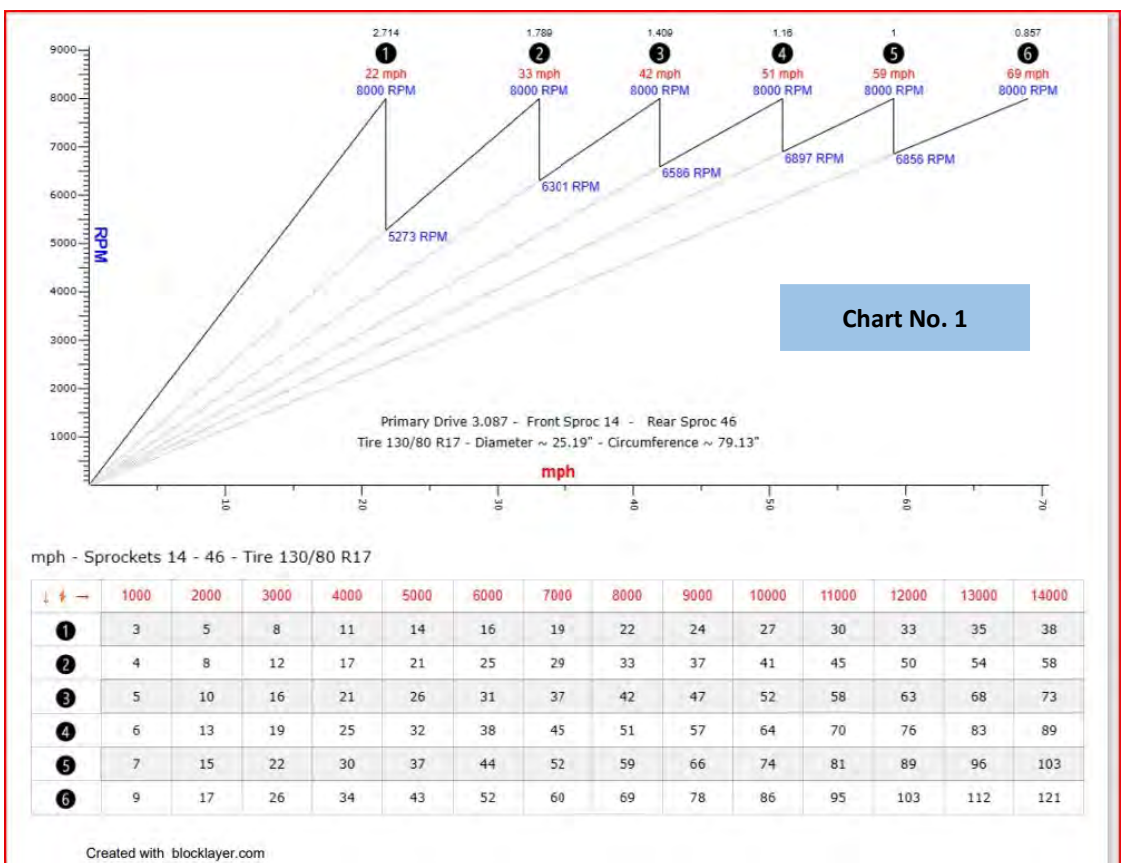 2.714 1.789 1.409 1.16 1 0.857
1 2 3 4 5 6
22 mph 33 mph 42 mph 51 mph 59 mph 69 mph
8000 RPM 8000 RPM 8000 RPM 8000 RPM 8000 RPM 8000 RPM
9000
8000
7000
6000
5000
4000
3000
2000
1000
RPM
5273 RPM
6301 RPM
6586 RPM
6897 RPM
6856 RPM
Chart No. 1
Primary Drive 3.087 - Front Sproc 14 - Rear Sproc 46
Tire 130/80 R17 - Diameter ~ 25.19" - Circumference ~ 79.13"
mph
10 20 30 40 50 60 70
mph - Sprockets 14 - 46 - Tire 130/80 R17
↓ → 1000 2000 3000 4000 5000 6000 7000 8000 9000 10000 11000 12000 13000 14000
1 3 5 8 11 14 16 19 22 24 27 30 33 35 38
2 4 8 12 17 21 25 29 33 37 41 45 50 54 58
3 5 10 16 21 26 31 37 42 47 52 58 63 68 73
4 6 13 19 25 32 38 45 51 57 64 70 76 83 89
5 7 15 22 30 37 44 52 59 66 74 81 89 96 103
6 9 17 26 34 43 52 60 69 78 86 95 103 112 121
Created with blocklayer.com